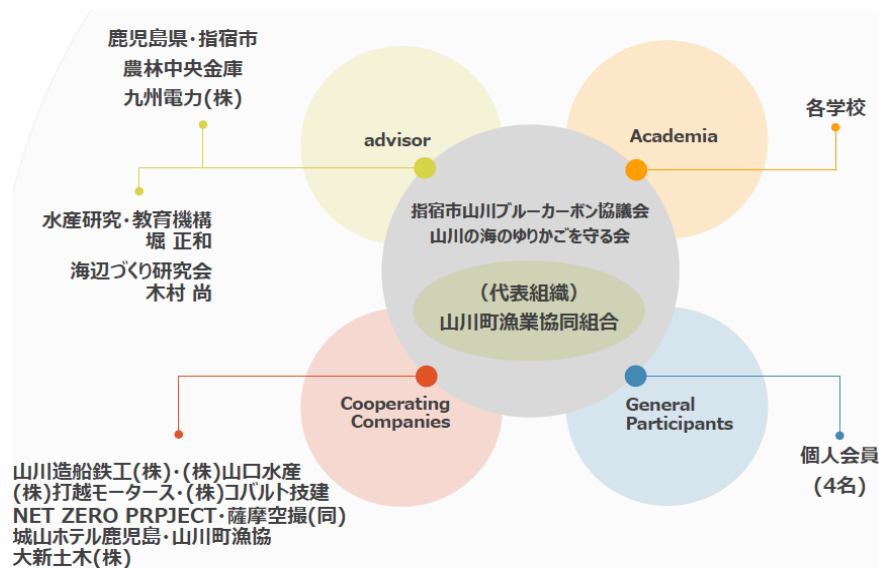 鹿児島県・指宿市
農林中央金庫
九州電力(株)
advisor
水産研究・教育機構
堀 正和
海辺づくり研究会
木村 尚
Academia
各学校
指宿市山川ブルーカーボン協議会
山川の海のゆりかごを守る会
（代表組織）
山川町漁業協同組合
Cooperating
Companies
山川造船鉄工(株)・(株)山口水産
(株)打越モータース・(株)コバルト技建
NET ZERO PRPJECT・薩摩空撮(同)
城山ホテル鹿児島・山川町漁協
大新土木(株)
General
Participants
個人会員
(4名)